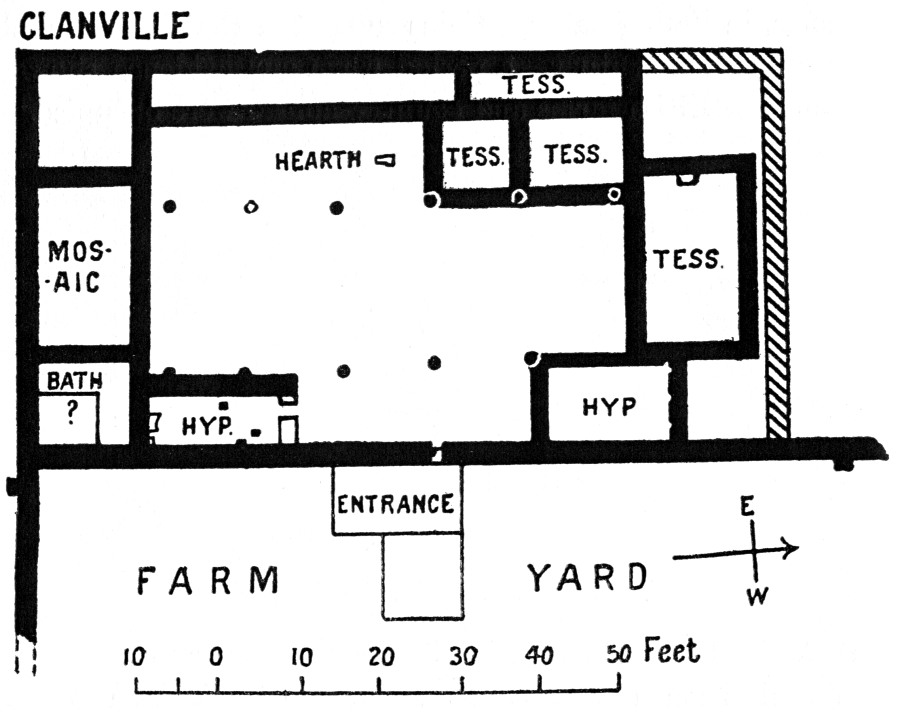 CLANVILLE
TESS.
HEARTH
TESS.
TESS.
MOS-
-AIC
TESS.
BATH
?
HYP.
HYP
ENTRANCE
E
FARM YARD
W
10 0 10 20 30 40 50 Feet